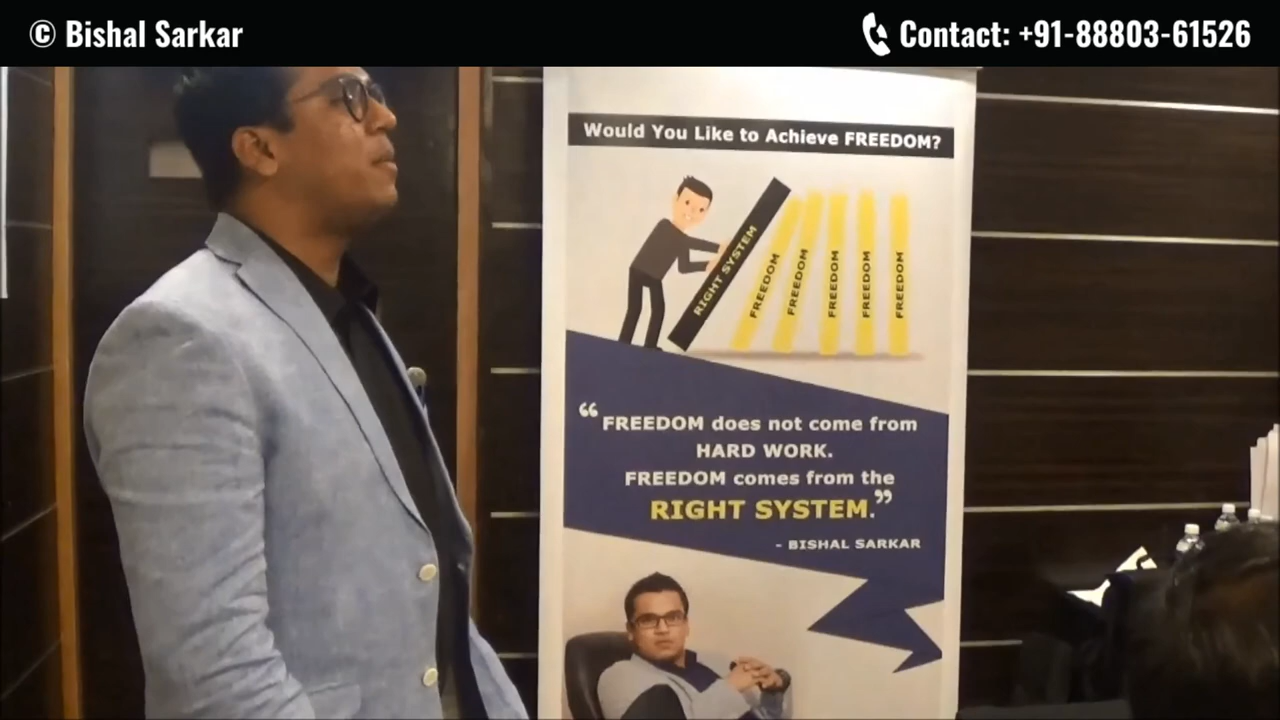 © Bishal Sarkar
Contact: +91-88803-61526
Would You Like to Achieve FREEDOM?
RIGHT SYSTEM
FREEDOM
FREEDOM
FREEDOM
FREEDOM
FREEDOM
“FREEDOM does not come from
HARD WORK.
FREEDOM comes from the
RIGHT SYSTEM.”
- BISHAL SARKAR